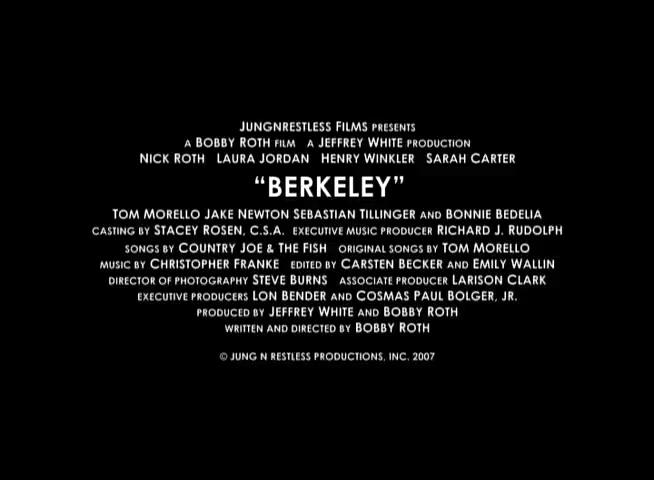 JUNGNRESTLESS FILMS PRESENTS
A BOBBY ROTH FILM A JEFFREY WHITE PRODUCTION
NICK ROTH LAURA JORDAN HENRY WINKLER SARAH CARTER
"BERKELEY"
TOM MORELLO JAKE NEWTON SEBASTIAN TILLINGER AND BONNIE BEDELIA
CASTING BY STACEY ROSEN, C.S.A. EXECUTIVE MUSIC PRODUCER RICHARD J. RUDOLPH
SONGS BY COUNTRY JOE & THE FISH ORIGINAL SONGS BY TOM MORELLO
MUSIC BY CHRISTOPHER FRANKE EDITED BY CARSTEN BECKER AND EMILY WALLIN
DIRECTOR OF PHOTOGRAPHY STEVE BURNS ASSOCIATE PRODUCER LARISON CLARK
EXECUTIVE PRODUCERS LON BENDER AND COSMAS PAUL BOLGER, JR.
PRODUCED BY JEFFREY WHITE AND BOBBY ROTH
WRITTEN AND DIRECTED BY BOBBY ROTH
© JUNG N RESTLESS PRODUCTIONS, INC. 2007